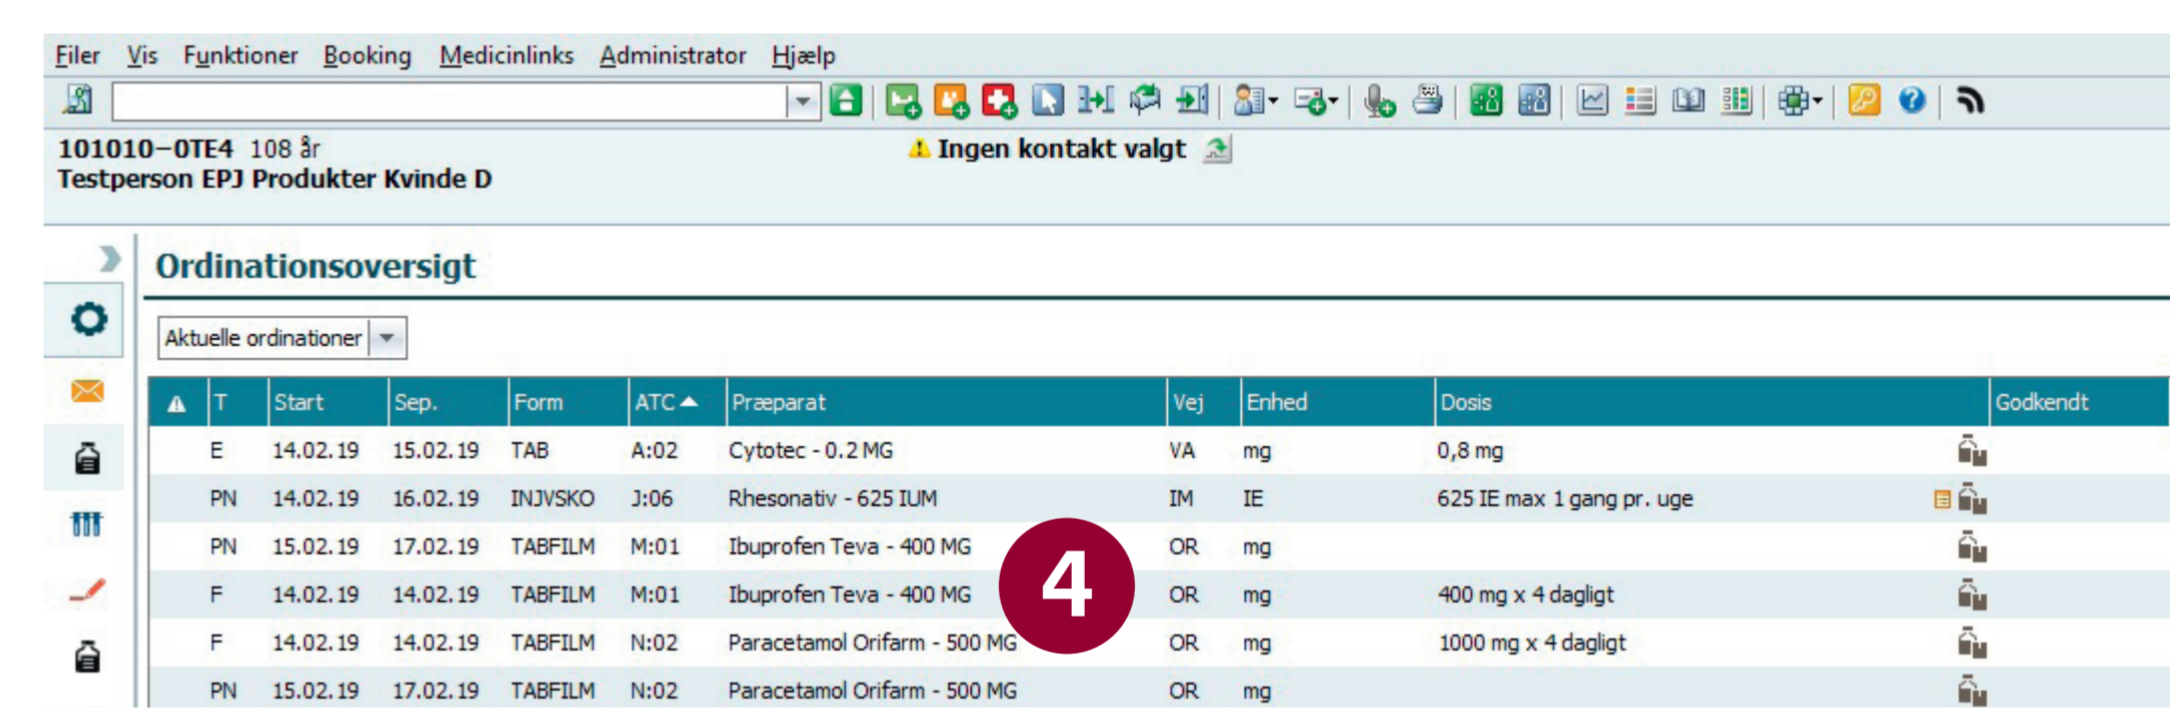 Filer Vis Funktioner Booking Medicinlinks Administrator Hjælp
101010-0TE4 108 år
Ingen kontakt valgt
Testperson EPJ Produkter Kvinde D
Ordinationsoversigt
Aktuelle ordinationer
T Start Sep. Form ATC Præparat Vej Enhed Dosis Godkendt
E 14.02.19 15.02.19 TAB A:02 Cytotec - 0.2 MG VA mg 0,8 mg
PN 14.02.19 16.02.19 INJVSKO J:06 Rhesonativ - 625 IUM IM IE 625 IE max 1 gang pr. uge
PN 15.02.19 17.02.19 TABFILM M:01 Ibuprofen Teva - 400 MG OR mg
4
F 14.02.19 14.02.19 TABFILM M:01 Ibuprofen Teva - 400 MG OR mg 400 mg x 4 dagligt
F 14.02.19 14.02.19 TABFILM N:02 Paracetamol Orifarm - 500 MG OR mg 1000 mg x 4 dagligt
PN 15.02.19 17.02.19 TABFILM N:02 Paracetamol Orifarm - 500 MG OR mg